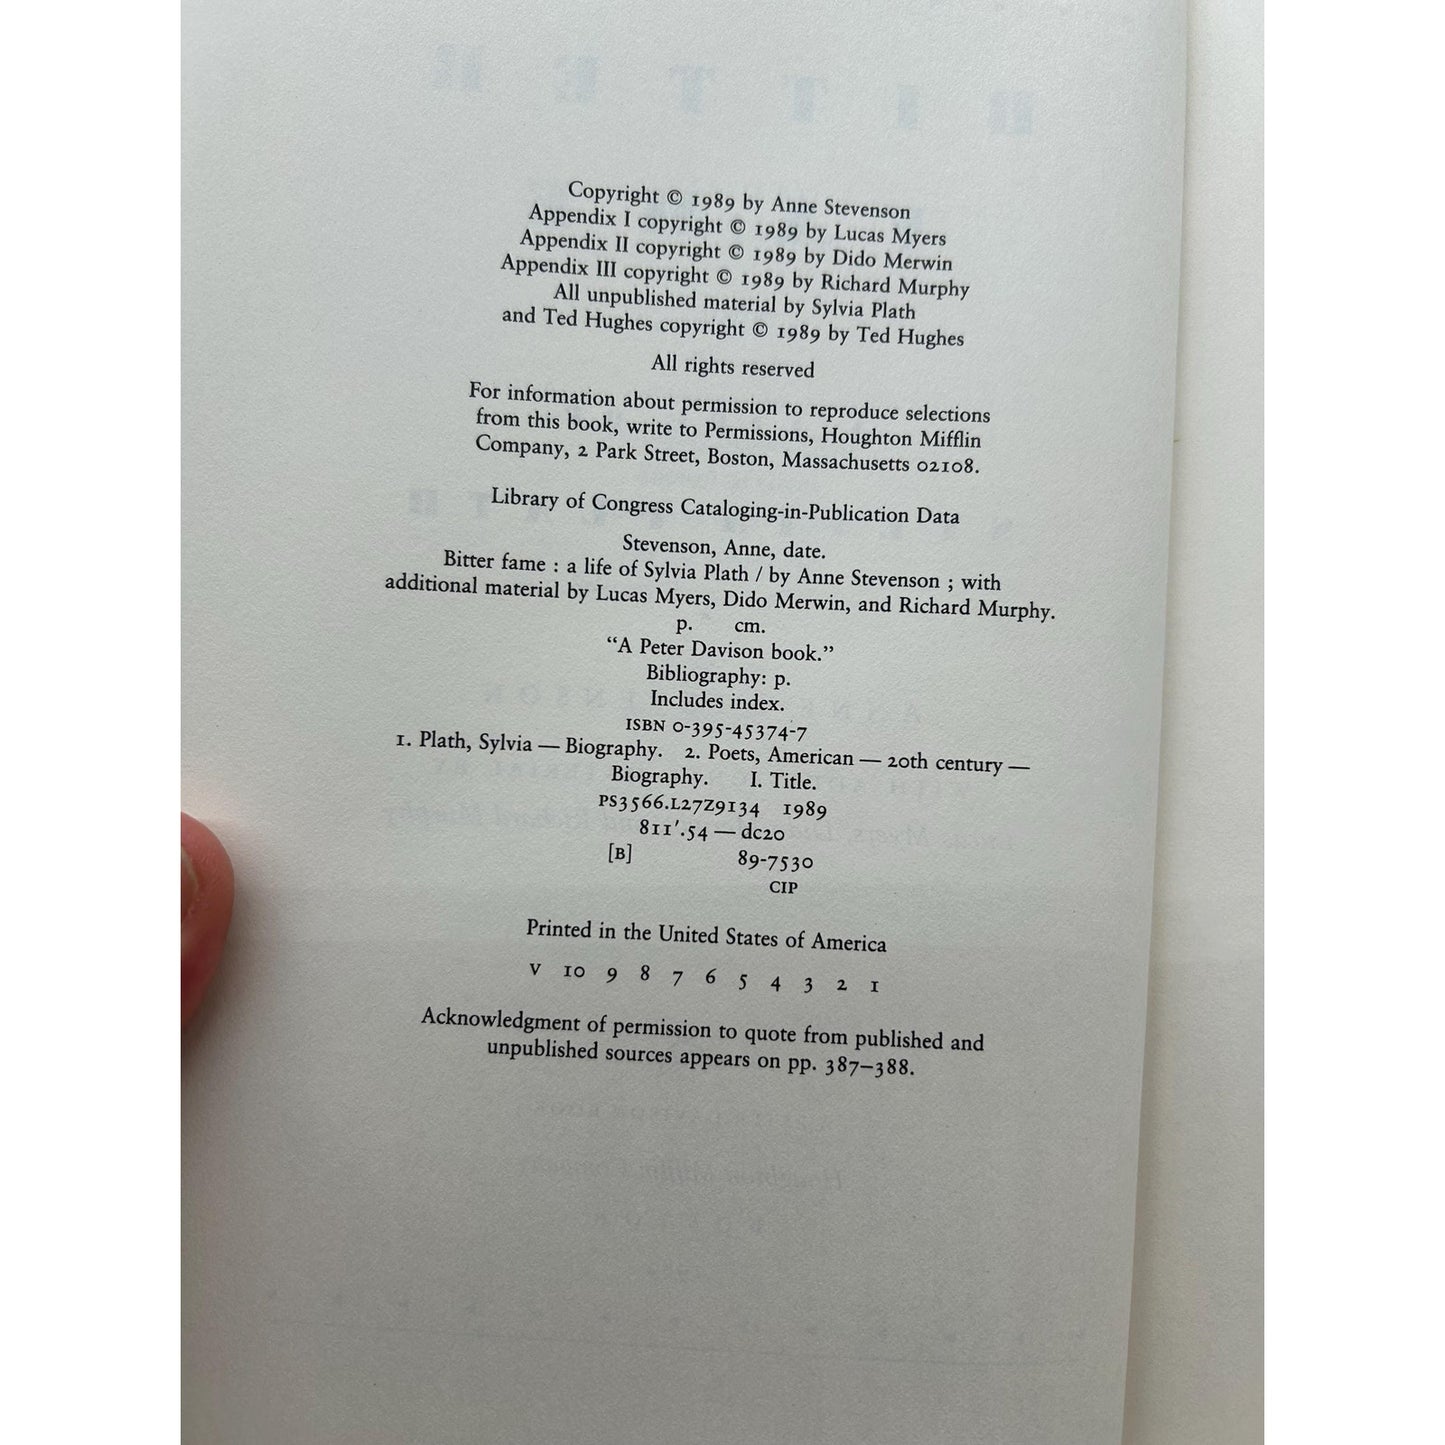 Copyright © 1989 by Anne Stevenson
Appendix I copyright © 1989 by Lucas Myers
Appendix II copyright © 1989 by Dido Merwin
Appendix III copyright © 1989 by Richard Murphy
All unpublished material by Sylvia Plath
and Ted Hughes copyright © 1989 by Ted Hughes
All rights reserved
For information about permission to reproduce selections
from this book, write to Permissions, Houghton Mifflin
Company, 2 Park Street, Boston, Massachusetts 02108.
Library of Congress Cataloging-in-Publication Data
Stevenson, Anne, date.
Bitter fame : a life of Sylvia Plath / by Anne Stevenson ; with
additional material by Lucas Myers, Dido Merwin, and Richard Murphy.
p. cm.
“A Peter Davison book.”
Bibliography: p.
Includes index.
ISBN 0-395-45374-7
1. Plath, Sylvia — Biography. 2. Poets, American — 20th century —
Biography. I. Title.
PS3566.L27Z9134 1989
811'.54 — dc20
[B] 89-7530
CIP
Printed in the United States of America
V 10 9 8 7 6 5 4 3 2 1
Acknowledgment of permission to quote from published and
unpublished sources appears on pp. 387–388.